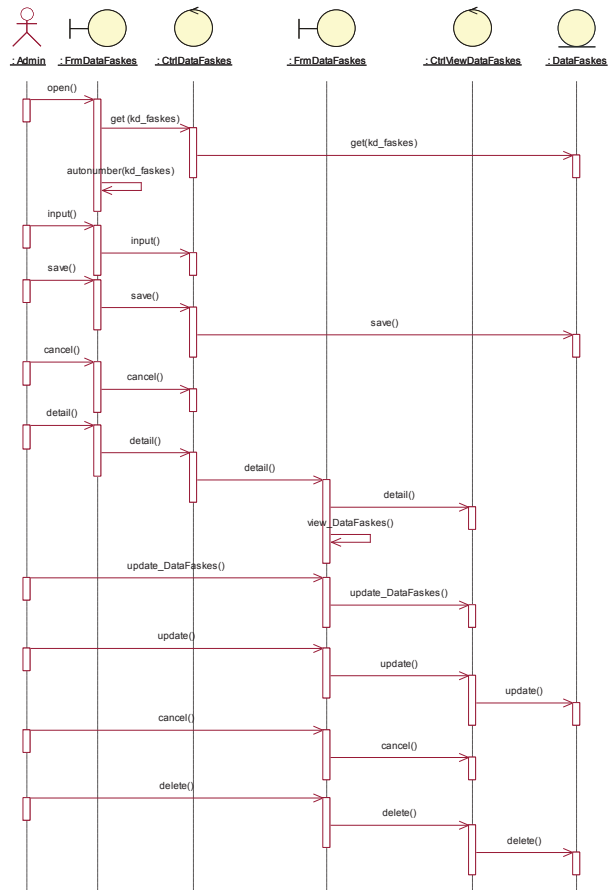 : Admin : FrmDataFaskes : CtrlDataFaskes : FrmDataFaskes : CtrlViewDataFaskes : DataFaskes
open()
get (kd_faskes)
get(kd_faskes)
autonumber(kd_faskes)
input()
input()
save()
save()
save()
cancel()
cancel()
detail()
detail()
detail()
detail()
view_DataFaskes()
update_DataFaskes()
update_DataFaskes()
update()
update()
update()
cancel()
cancel()
delete()
delete()
delete()